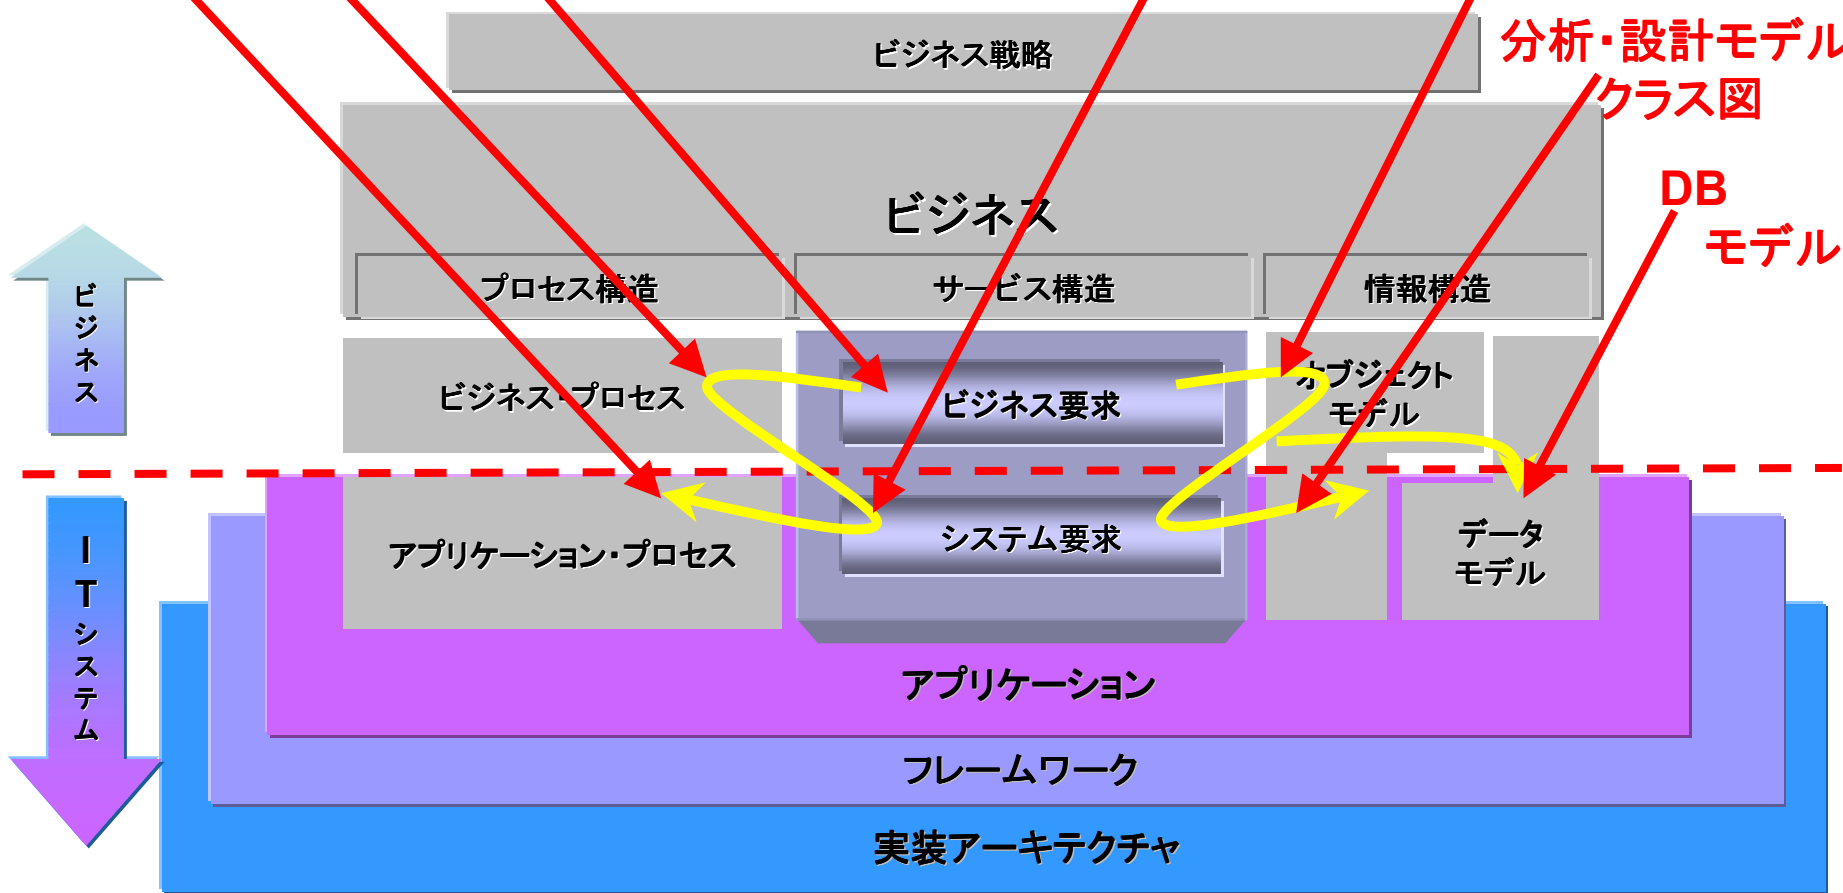 ビジネス戦略
分析・設計モデル
クラス図
DB
モデル
ビジネス
プロセス構造
サービス構造
情報構造
ビジネス
ビジネス・プロセス
ビジネス要求
オブジェクト
モデル
ITシステム
アプリケーション・プロセス
システム要求
データ
モデル
アプリケーション
フレームワーク
実装アーキテクチャ